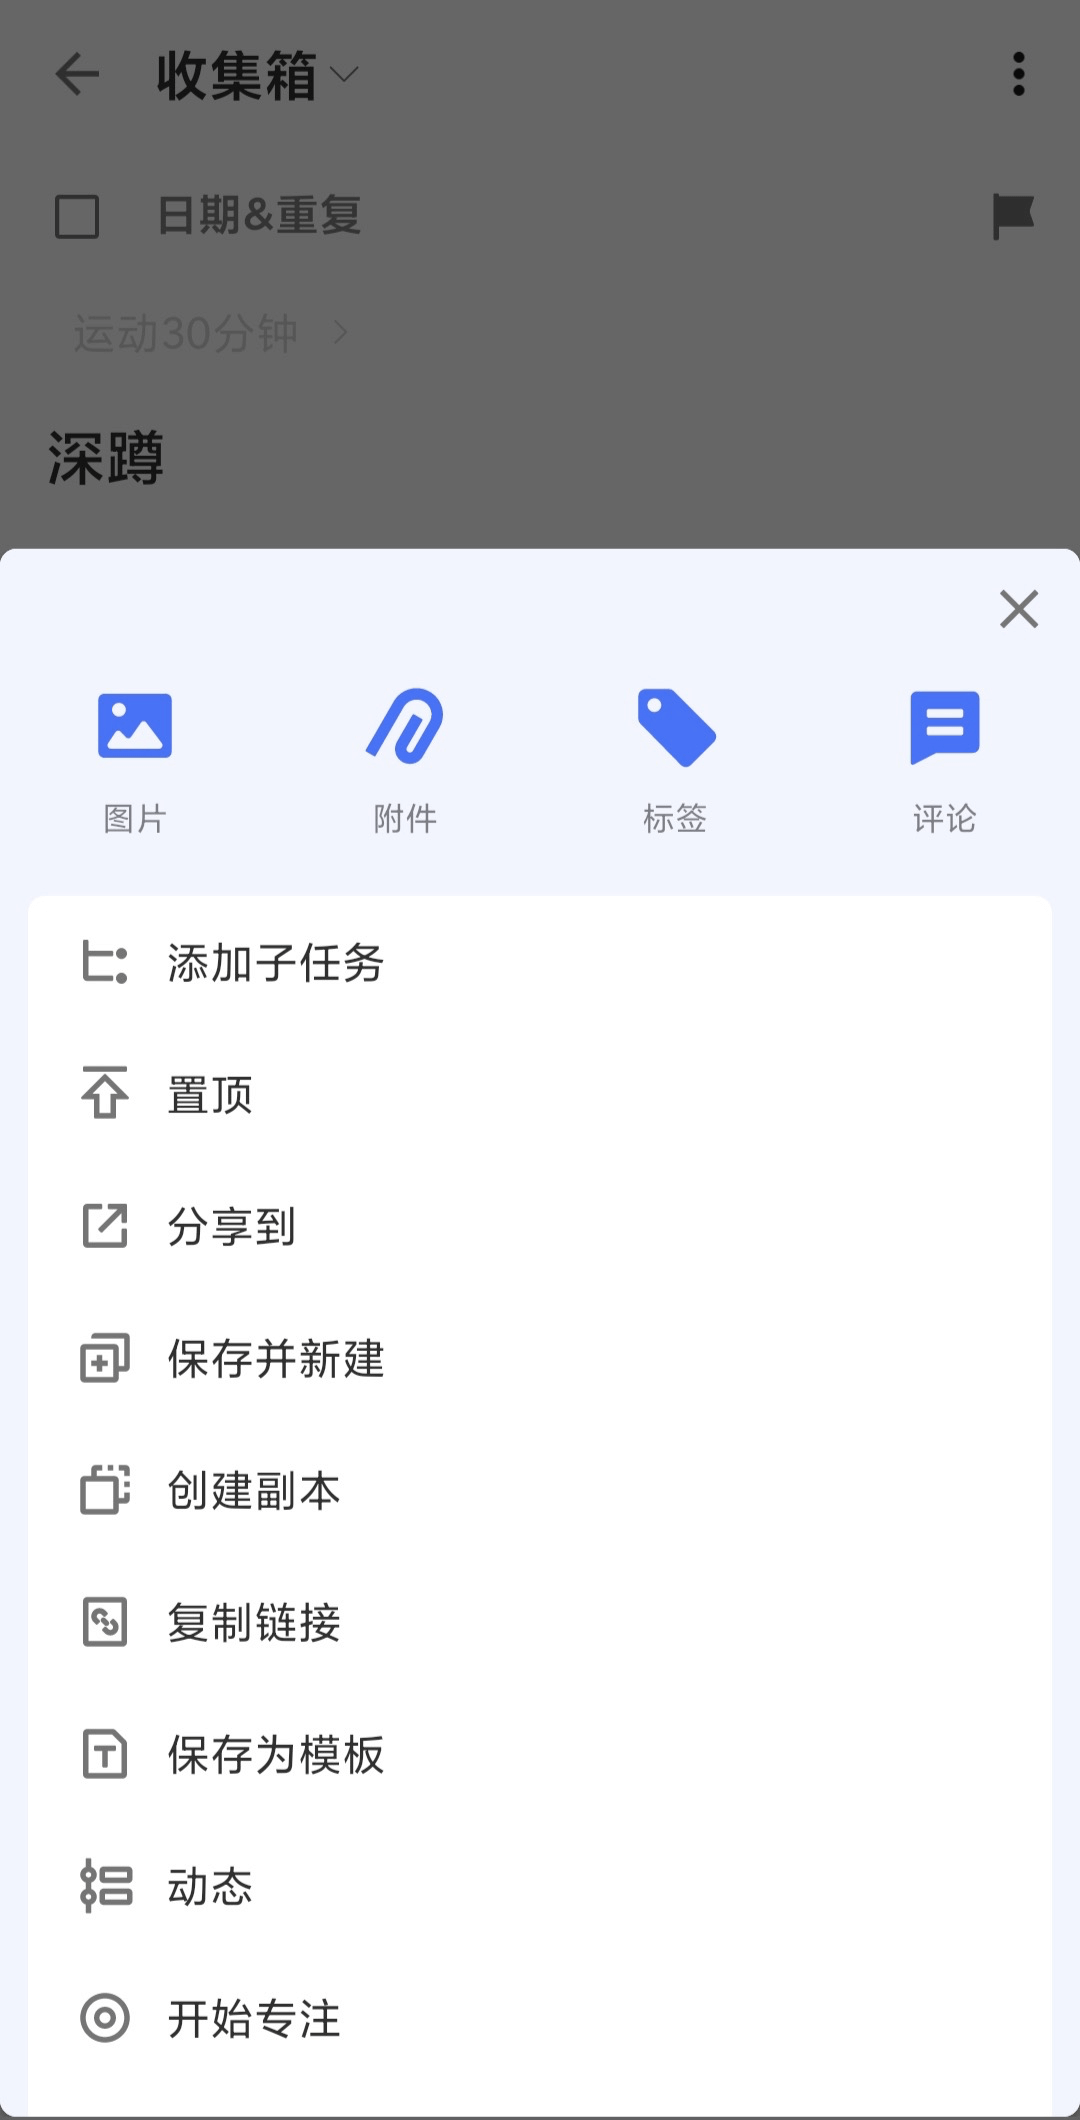 收集箱
日期&重复
运动30分钟
深蹲
图片 附件 标签 评论
添加子任务
置顶
分享到
保存并新建
创建副本
复制链接
保存为模板
动态
开始专注